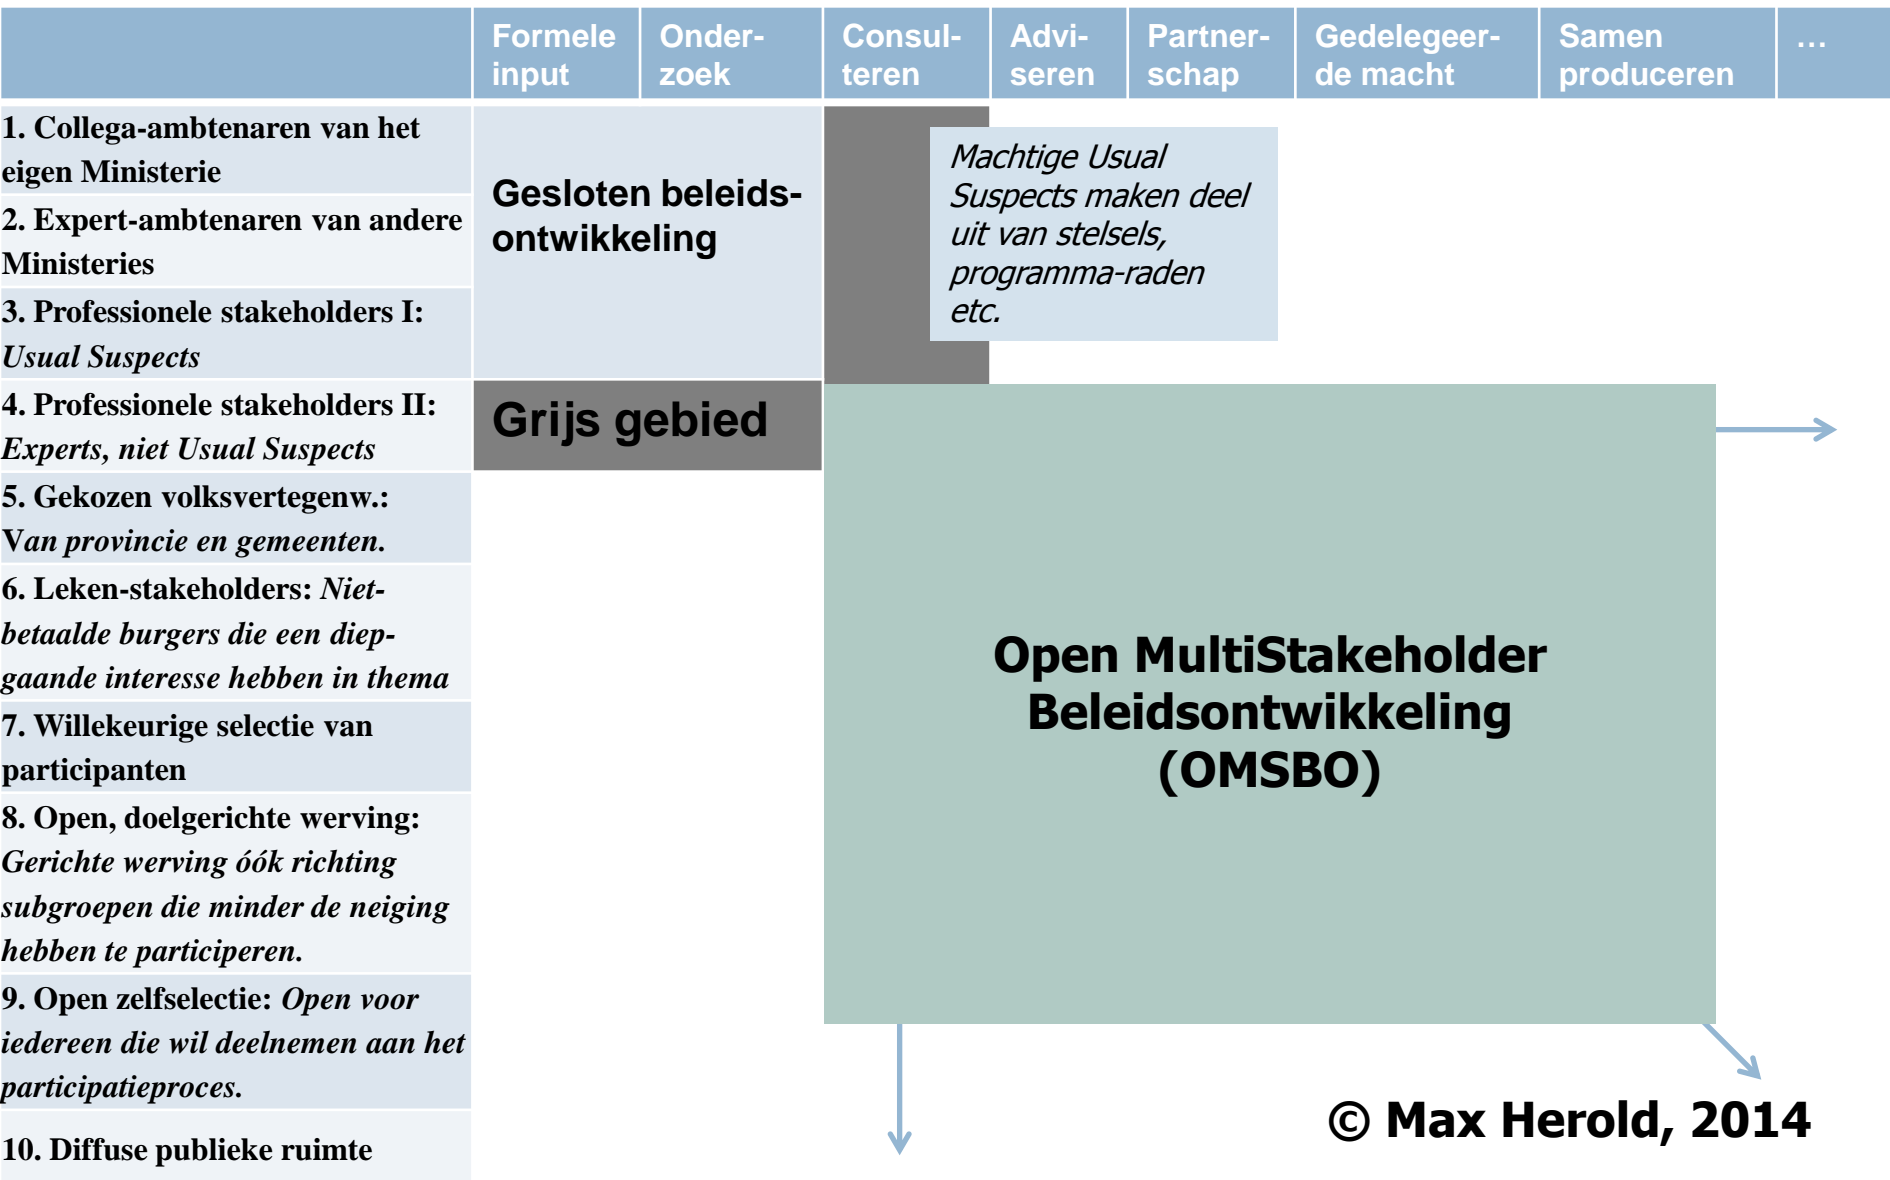 Formele input
Onder-zoek
Consul-teren
Advi-seren
Partner-schap
Gedelegeer-de macht
Samen produceren
...
1. Collega-ambtenaren van het
eigen Ministerie
2. Expert-ambtenaren van andere
Ministeries
3. Professionele stakeholders I:
Usual Suspects
4. Professionele stakeholders II:
Experts, niet Usual Suspects
5. Gekozen volksvertegenw.:
Van provincie en gemeenten.
6. Leken-stakeholders: Niet-
betaalde burgers die een diep-
gaande interesse hebben in thema
7. Willekeurige selectie van
participanten
8. Open, doelgerichte werving:
Gerichte werving óók richting
subgroepen die minder de neiging
hebben te participeren.
9. Open zelfselectie: Open voor
iedereen die wil deelnemen aan het
participatieproces.
10. Diffuse publieke ruimte
Gesloten beleids-
ontwikkeling
Machtige Usual
Suspects maken deel
uit van stelsels,
programma-raden
etc.
Grijs gebied
Open MultiStakeholder
Beleidsontwikkeling
(OMSBO)
© Max Herold, 2014